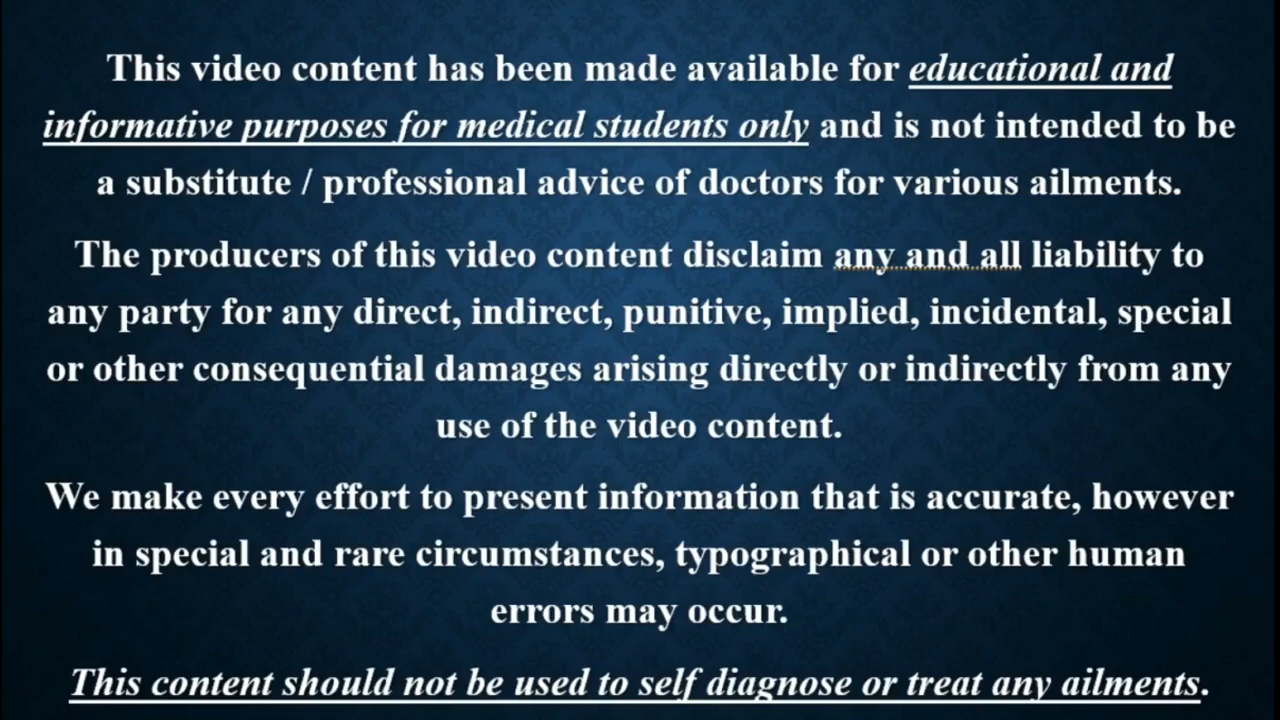 This video content has been made available for educational and
informative purposes for medical students only and is not intended to be
a substitute / professional advice of doctors for various ailments.
The producers of this video content disclaim any and all liability to
any party for any direct, indirect, punitive, implied, incidental, special
or other consequential damages arising directly or indirectly from any
use of the video content.
We make every effort to present information that is accurate, however
in special and rare circumstances, typographical or other human
errors may occur.
This content should not be used to self diagnose or treat any ailments.